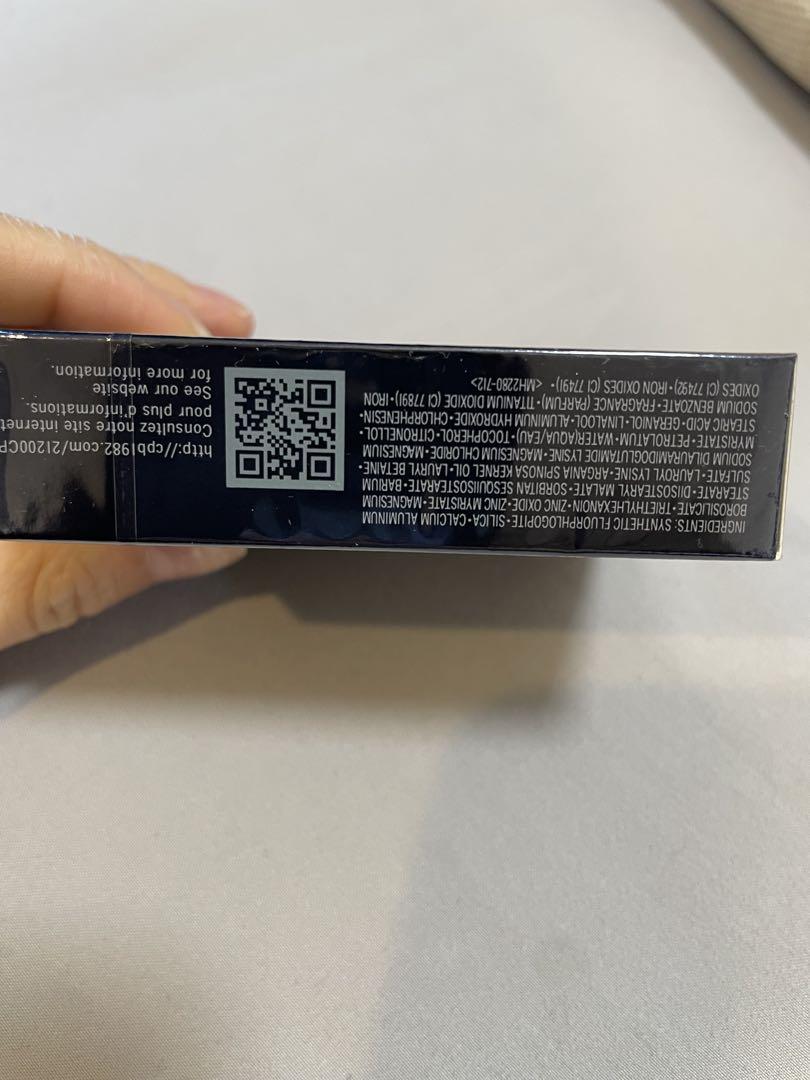 INGREDIENTS: SYNTHETIC FLUORPHLOGOPITE•SILICA•CALCIUM ALUMINUM
BOROSILICATE•TRIETHYLHEXANOIN•ZINC OXIDE•ZINC MYRISTATE•MAGNESIUM
STEARATE•DIISOSTEARYL MALATE•SORBITAN SESQUIISOSTEARATE•BARIUM
SULFATE•LAUROYL LYSINE•ARGANIA SPINOSA KERNEL OIL•LAURYL BETAINE•
SODIUM DILAURAMIDOGLUTAMIDE LYSINE•MAGNESIUM CHLORIDE•MAGNESIUM
MYRISTATE•PETROLATUM•WATER(AQUA/EAU)•TOCOPHEROL•CITRONELLOL•
STEARIC ACID•GERANIOL•LINALOOL•ALUMINUM HYDROXIDE•CHLORPHENESIN•
SODIUM BENZOATE•FRAGRANCE (PARFUM)•TITANIUM DIOXIDE (CI 77891)•IRON
OXIDES (CI 77492)•IRON OXIDES (CI 77491)• <MH2280-712>
http://cpb1982.com/21200CP
Consultez notre site internet
pour plus d'informations.
See our website
for more information.